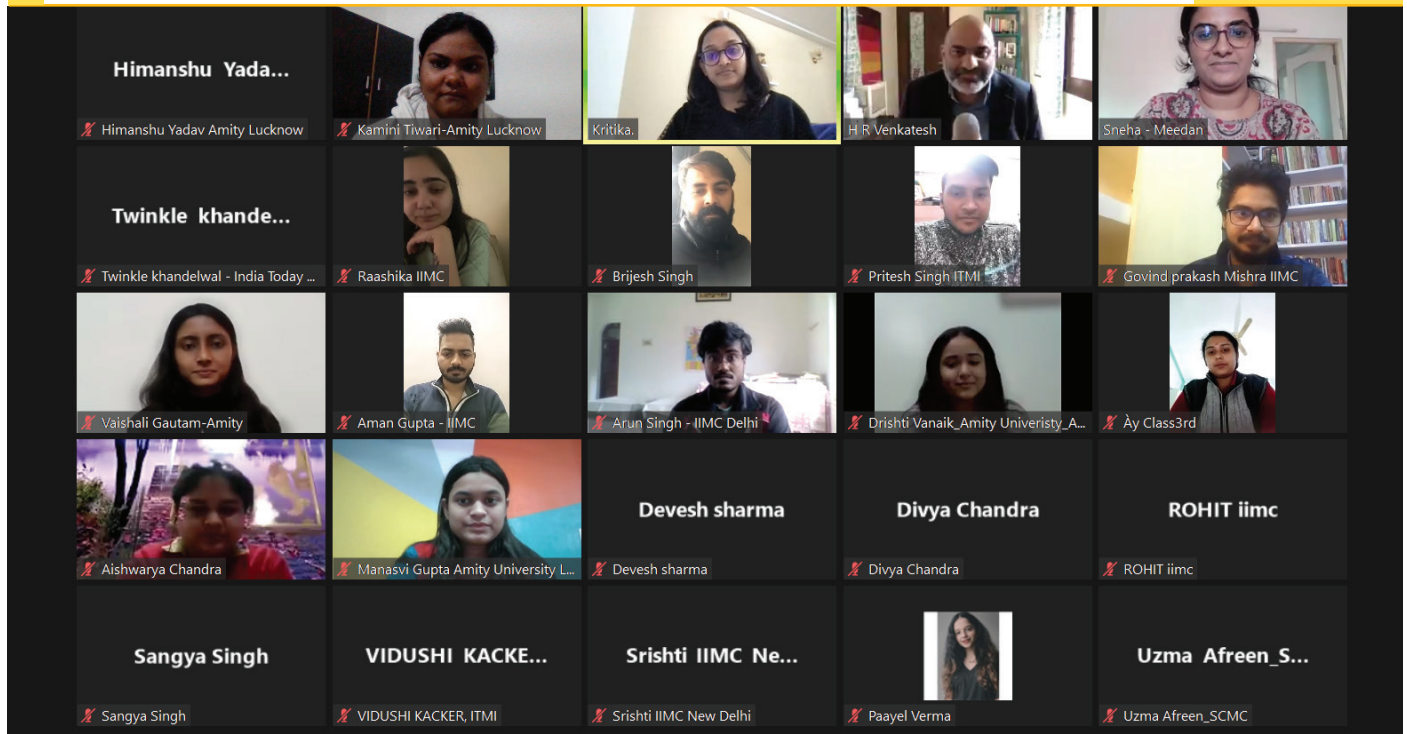 Himanshu Yada...
Himanshu Yadav Amity Lucknow
Kamini Tiwari-Amity Lucknow
Kritika.
H R Venkatesh
Sneha - Meedan
Twinkle khande...
Twinkle khandelwal - India Today ...
Raashika IIMC
Brijesh Singh
Pritesh Singh ITMI
Govind prakash Mishra IIMC
Vaishali Gautam-Amity
Aman Gupta - IIMC
Arun Singh - IIMC Delhi
Drishti Vanaik_Amity Univeristy_A...
Ày Class3rd
Aishwarya Chandra
Manasvi Gupta Amity University L...
Devesh sharma
Devesh sharma
Divya Chandra
Divya Chandra
ROHIT iimc
ROHIT iimc
Sangya Singh
Sangya Singh
VIDUSHI KACKE...
VIDUSHI KACKER, ITMI
Srishti IIMC Ne...
Srishti IIMC New Delhi
Paayel Verma
Uzma Afreen_S...
Uzma Afreen_SCMC